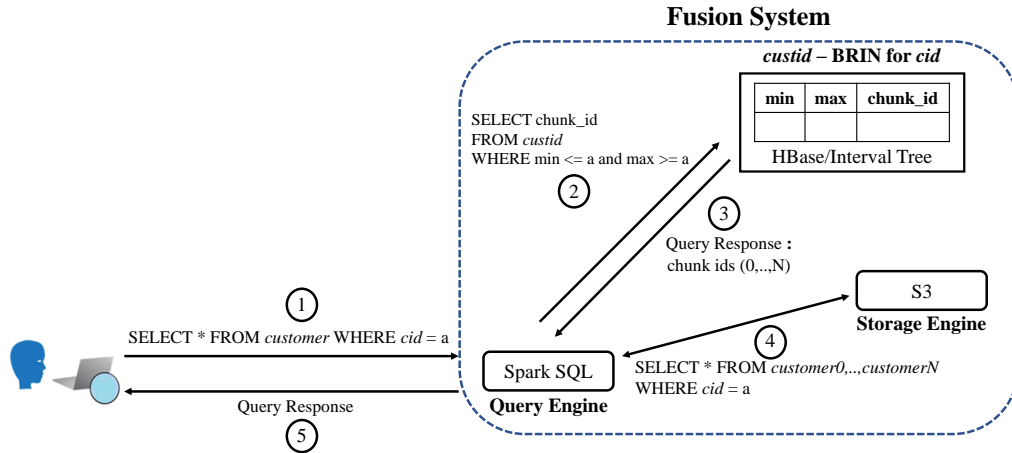 Fusion System
custid – BRIN for cid
min max chunk_id
HBase/Interval Tree
SELECT chunk_id
FROM custid
WHERE min <= a and max >= a
2
3
Query Response :
chunk ids (0,..,N)
1
SELECT * FROM customer WHERE cid = a
S3
Storage Engine
4
SELECT * FROM customer0,..,customerN
WHERE cid = a
Spark SQL
Query Engine
Query Response
5